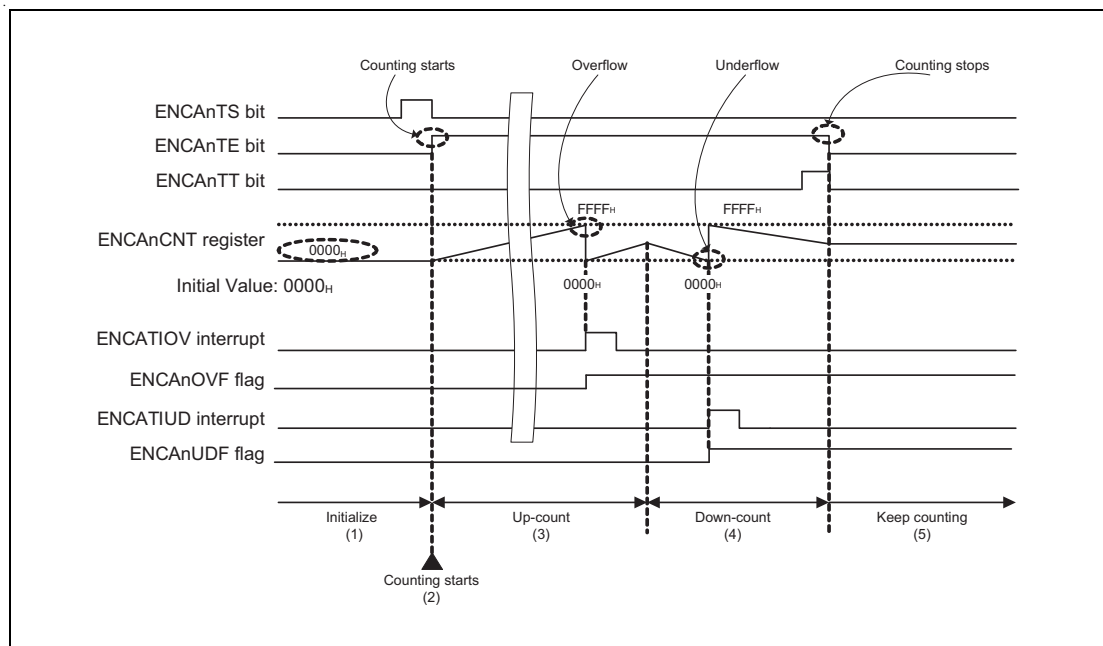 Counting starts
Overflow
Underflow
Counting stops
ENCAnTS bit
ENCAnTE bit
ENCAnTT bit
FFFFH
FFFFH
ENCAnCNT register
0000H
Initial Value: 0000H
0000H
0000H
ENCATIOV interrupt
ENCAnOVF flag
ENCATIUD interrupt
ENCAnUDF flag
Initialize
(1)
Up-count
(3)
Down-count
(4)
Keep counting
(5)
Counting starts
(2)